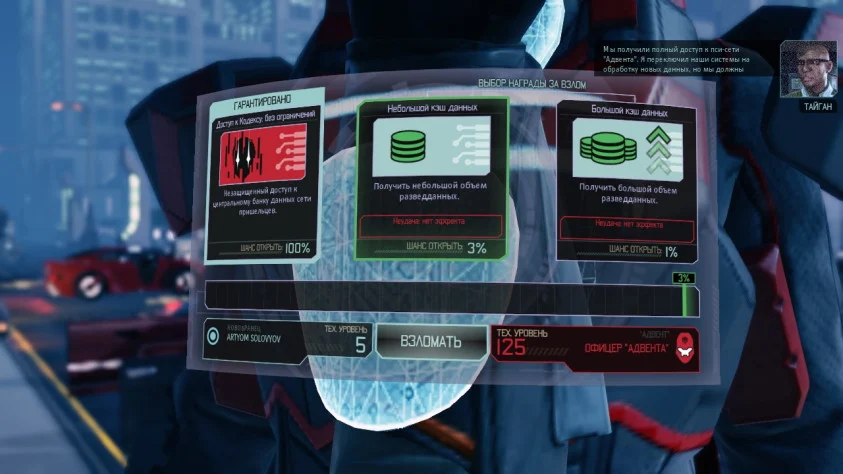 Мы получили полный доступ к пси-сети
"Адвента". Я переключил наши системы на
обработку новых данных, но мы должны
ТАЙГАН
ВЫБОР НАГРАДЫ ЗА ВЗЛОМ
ГАРАНТИРОВАНО
Доступ к Кодексу: без ограничений
Незащищенный доступ к
центральному банку данных сети
пришельцев.
ШАНС ОТКРЫТЬ: 100%
Небольшой кэш данных
Получить небольшой объем
разведданных.
Неудача: нет эффекта
ШАНС ОТКРЫТЬ: 3%
Большой кэш данных
Получить большой объем
разведданных.
Неудача: нет эффекта
ШАНС ОТКРЫТЬ: 1%
3%
НОВОБРАНЕЦ
ARTYOM SOLOVYOV
ТЕХ. УРОВЕНЬ
5
ВЗЛОМАТЬ
ТЕХ. УРОВЕНЬ
125
"АДВЕНТ"
ОФИЦЕР "АДВЕНТА"